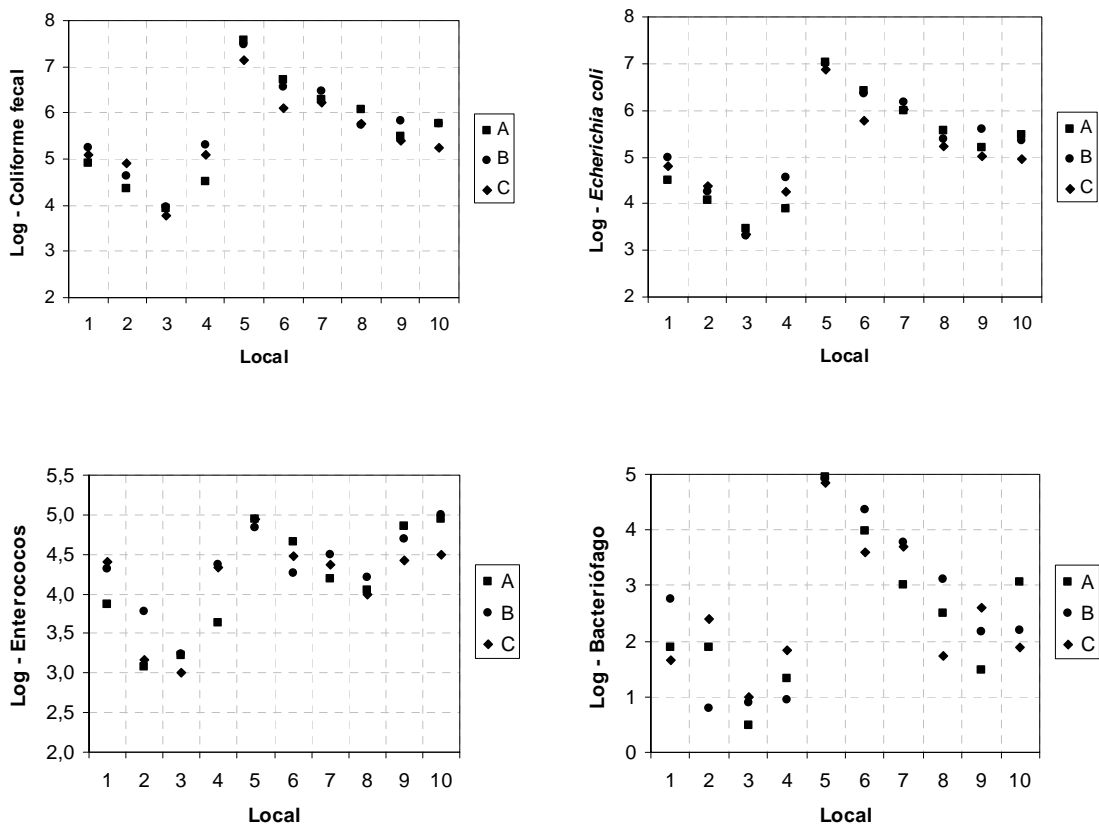 Log - Coliforme fecal
8
7
6
5
4
3
2
1 2 3 4 5 6 7 8 9 10
Local
A
B
C
Log - Echerichia coli
8
7
6
5
4
3
2
1 2 3 4 5 6 7 8 9 10
Local
A
B
C
Log - Enterococos
5,5
5,0
4,5
4,0
3,5
3,0
2,5
2,0
1 2 3 4 5 6 7 8 9 10
Local
A
B
C
Log - Bacteriófago
5
4
3
2
1
0
1 2 3 4 5 6 7 8 9 10
Local
A
B
C